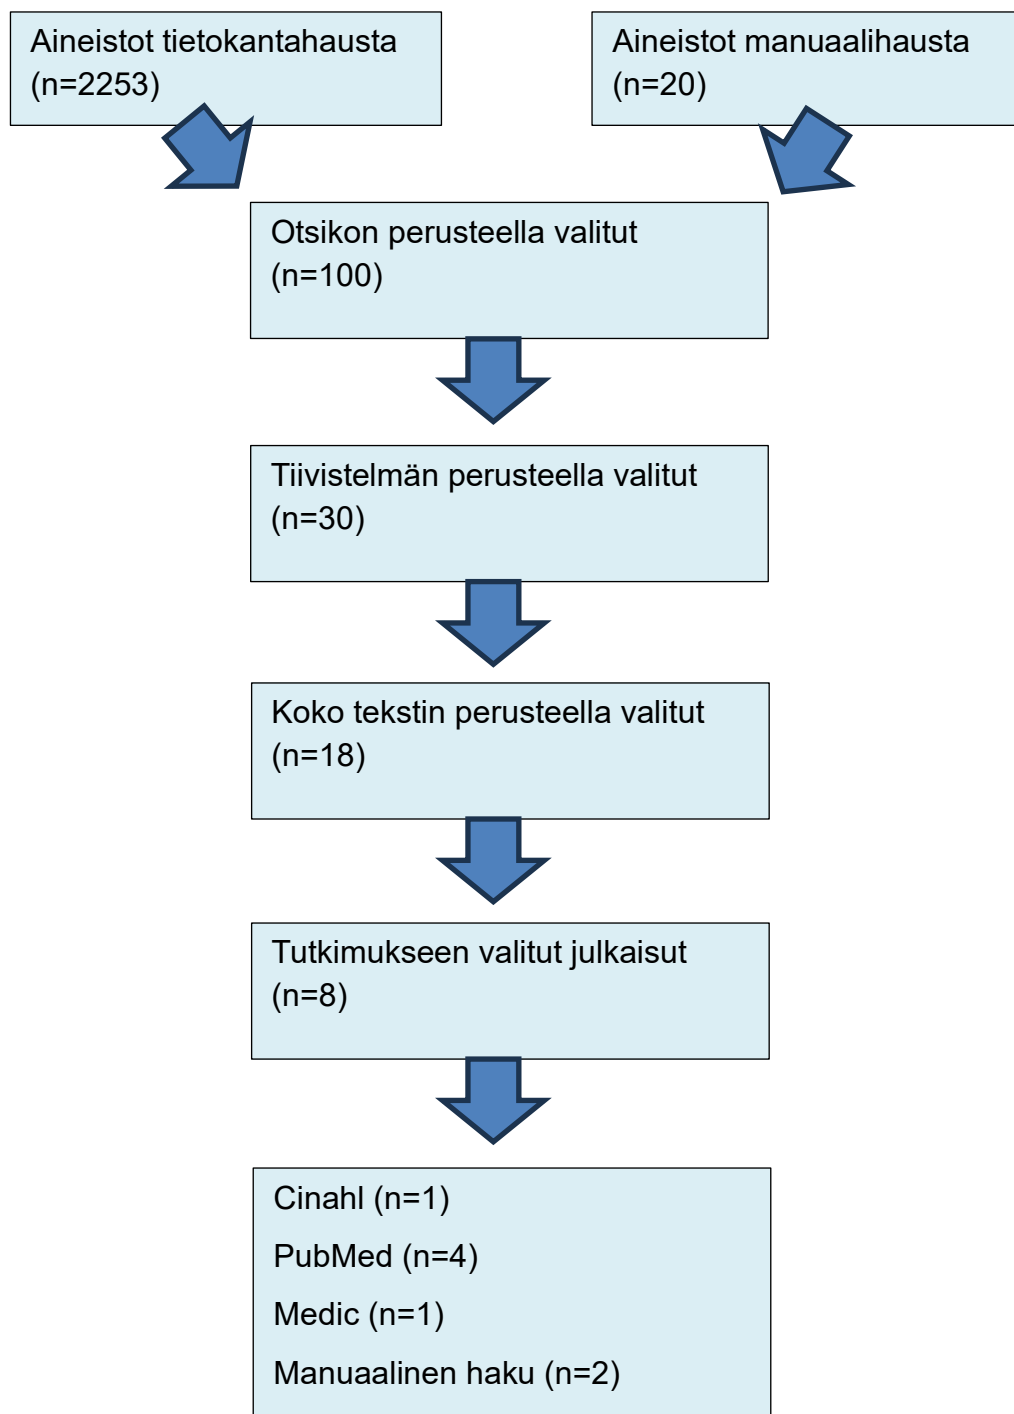 Aineistot tietokantahausta
(n=2253)
Aineistot manuaalihausta
(n=20)
Otsikon perusteella valitut
(n=100)
Tiivistelmän perusteella valitut
(n=30)
Koko tekstin perusteella valitut
(n=18)
Tutkimukseen valitut julkaisut
(n=8)
Cinahl (n=1)
PubMed (n=4)
Medic (n=1)
Manuaalinen haku (n=2)